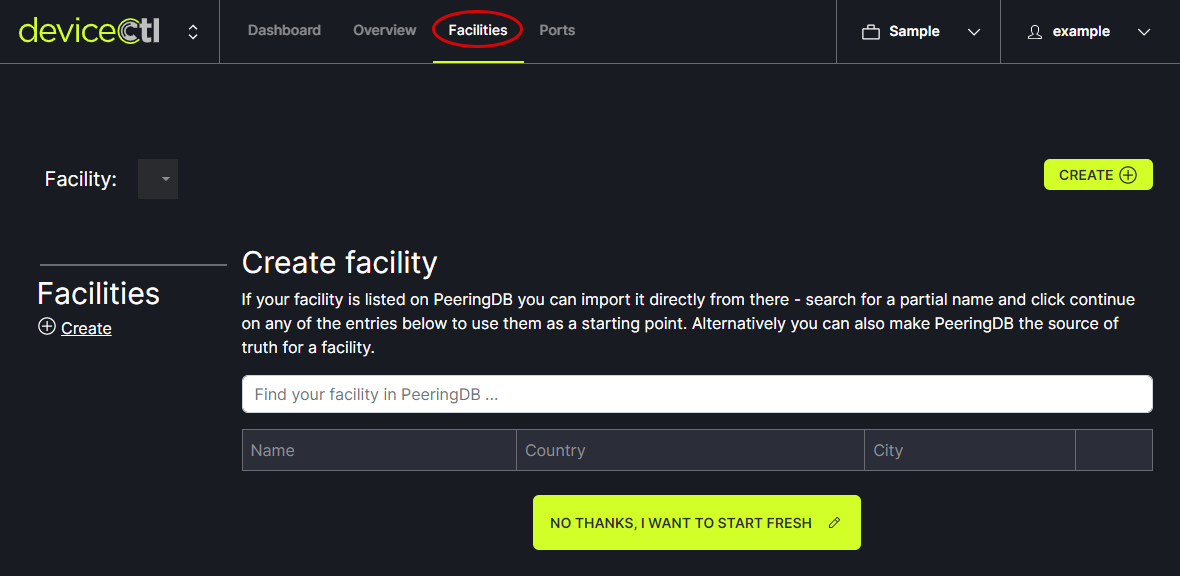 devicectl
Dashboard Overview Facilities Ports
Sample
example
Facility:
CREATE
Facilities
Create
Create facility
If your facility is listed on PeeringDB you can import it directly from there - search for a partial name and click continue
on any of the entries below to use them as a starting point. Alternatively you can also make PeeringDB the source of
truth for a facility.
Find your facility in PeeringDB ...
Name Country City
NO THANKS, I WANT TO START FRESH